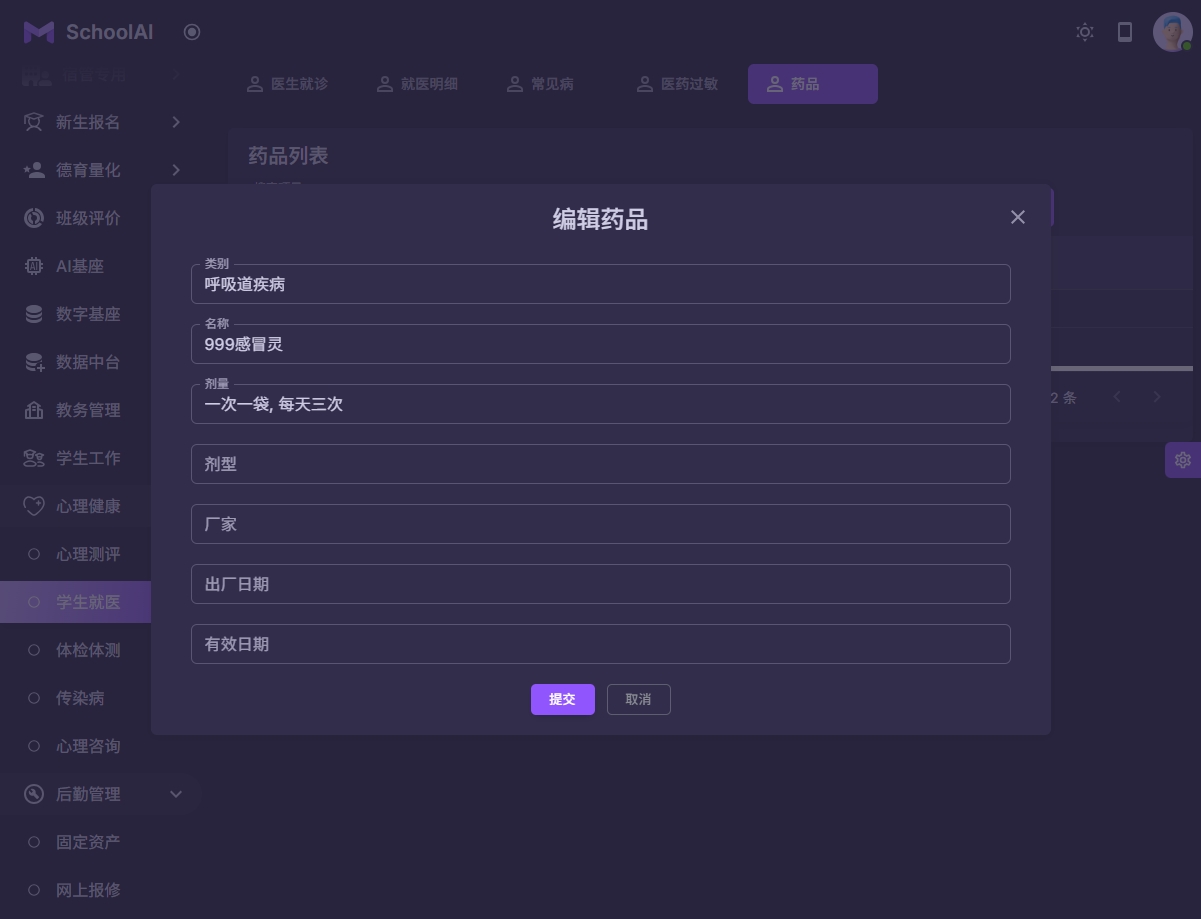 SchoolAI
医生就诊
就医明细
常见病
医药过敏
药品
新生报名
药品列表
德育量化
编辑药品
班级评价
类别
呼吸道疾病
AI基座
数字基座
名称
999感冒灵
数据中台
剂量
一次一袋, 每天三次
2 条
教务管理
学生工作
剂型
心理健康
厂家
心理测评
出厂日期
学生就医
有效日期
体检体测
传染病
提交
取消
心理咨询
后勤管理
固定资产
网上报修